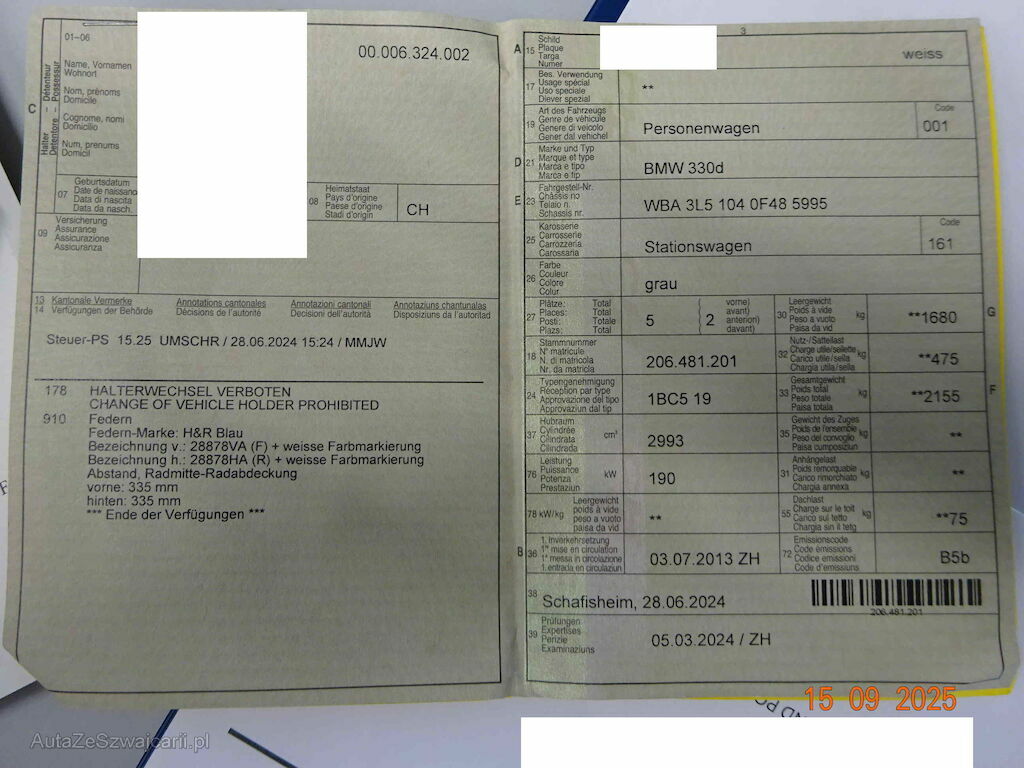 01–06
00.006.324.002
C
Halter – Détenteur
Detentore – Possessur
Name, Vornamen
Wohnort
Nom, prénoms
Domicile
Cognome, nomi
Domicilio
Num, prenums
Domicil
07
Geburtsdatum
Date de naissance
Data di nascita
Data da nasch.
08
Heimatstaat
Pays d'origine
Paese d'origine
Stadi d'origin
CH
09
Versicherung
Assurance
Assicurazione
Assicuranza
13 Kantonale Vermerke Annotations cantonales Annotazioni cantonali Annotaziuns chantunalas
14 Verfügungen der Behörde Décisions de l'autorité Decisioni dell'autorità Disposiziuns da l'autoritad
Steuer-PS 15.25 UMSCHR / 28.06.2024 15:24 / MMJW
178 HALTERWECHSEL VERBOTEN
CHANGE OF VEHICLE HOLDER PROHIBITED
910 Federn
Federn-Marke: H&R Blau
Bezeichnung v.: 28878VA (F) + weisse Farbmarkierung
Bezeichnung h.: 28878HA (R) + weisse Farbmarkierung
Abstand, Radmitte-Radabdeckung
vorne: 335 mm
hinten: 335 mm
*** Ende der Verfügungen ***
3
A 15
Schild
Plaque
Targa
Numer
weiss
17
Bes. Verwendung
Usage spécial
Uso speciale
Diever spezial
**
19
Art des Fahrzeugs
Genre de véhicule
Genere di veicolo
Gener dal vehichel
Personenwagen
Code
001
D 21
Marke und Typ
Marque et type
Marca e tipo
Marca e tip
BMW 330d
E 23
Fahrgestell-Nr.
Châssis no
Telaio n.
Schassis nr.
WBA 3L5 104 0F48 5995
25
Karosserie
Carrosserie
Carrozzeria
Carossaria
Stationswagen
Code
161
26
Farbe
Couleur
Colore
Colur
grau
27
Plätze: Total
Places: Total
Posti: Totale
Plazs: Total
5
2
vorne)
avant)
anteriori)
davant)
30
Leergewicht
Poids à vide
Peso a vuoto
Paisa da vid
kg
**1680
G
18
Stammnummer
N° matricule
N. di matricola
Nr. da matricla
206.481.201
32
Nutz-/Sattellast
Charge utile/sellette
Carico utile/sella
Chargia utila/sella
kg
**475
24
Typengenehmigung
Réception par type
Approvazione del tipo
Approvaziun dal tip
1BC5 19
33
Gesamtgewicht
Poids total
Peso totale
Paisa totala
kg
**2155
F
37
Hubraum
Cylindrée
Cilindrata
Cilindrada
cm³
2993
35
Gewicht des Zuges
Poids de l'ensemble
Peso del convoglio
Paisa cumposiziun
kg
**
76
Leistung
Puissance
Potenza
Prestaziun
kW
190
31
Anhängelast
Poids remorquable
Carico rimorchiato
Chargia annexa
kg
**
78 kW/kg
Leergewicht
poids à vide
peso a vuoto
paisa da vid
**
55
Dachlast
Charge sur le toit
Carico sul tetto
Chargia sin il tetg
kg
**75
B 36
1. Inverkehrsetzung
1re mise en circulation
1a messa in circolazione
1. entrada en circulaziun
03.07.2013 ZH
72
Emissionscode
Code émissions
Codice emissioni
Code d'emissiuns
B5b
38
Schafisheim, 28.06.2024
206.481.201
39
Prüfungen
Expertises
Perizie
Examinaziuns
05.03.2024 / ZH
15 09 2025
AutaZeSzwajcarii.pl